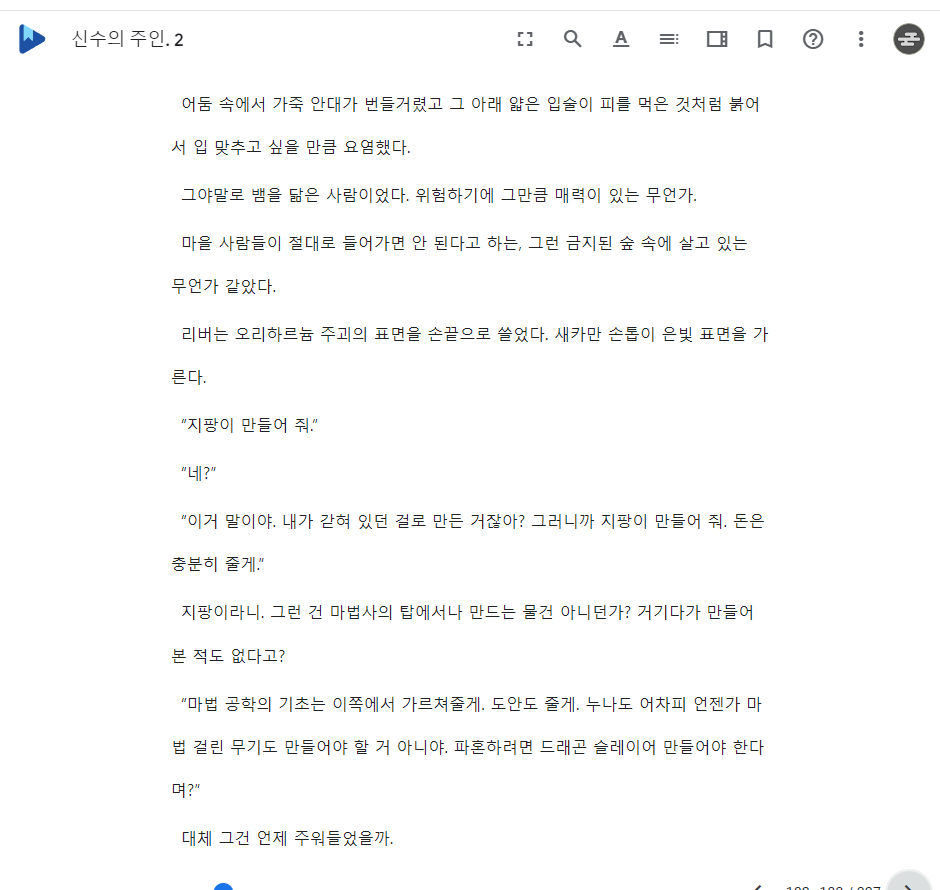 신수의 주인. 2
어둠 속에서 가죽 안대가 번들거렸고 그 아래 얇은 입술이 피를 먹은 것처럼 붉어
서 입 맞추고 싶을 만큼 요염했다.
그야말로 뱀을 닮은 사람이었다. 위험하기에 그만큼 매력이 있는 무언가.
마을 사람들이 절대로 들어가면 안 된다고 하는, 그런 금지된 숲 속에 살고 있는
무언가 같았다.
리버는 오리하르늄 주괴의 표면을 손끝으로 쓸었다. 새카만 손톱이 은빛 표면을 가
른다.
“지팡이 만들어 줘.”
“네?”
“이거 말이야. 내가 갇혀 있던 걸로 만든 거잖아? 그러니까 지팡이 만들어 줘. 돈은
충분히 줄게.”
지팡이라니. 그런 건 마법사의 탑에서나 만드는 물건 아니던가? 거기다가 만들어
본 적도 없다고?
“마법 공학의 기초는 이쪽에서 가르쳐줄게. 도안도 줄게. 누나도 어차피 언젠가 마
법 걸린 무기도 만들어야 할 거 아니야. 파혼하려면 드래곤 슬레이어 만들어야 한다
며?”
대체 그건 언제 주워들었을까.